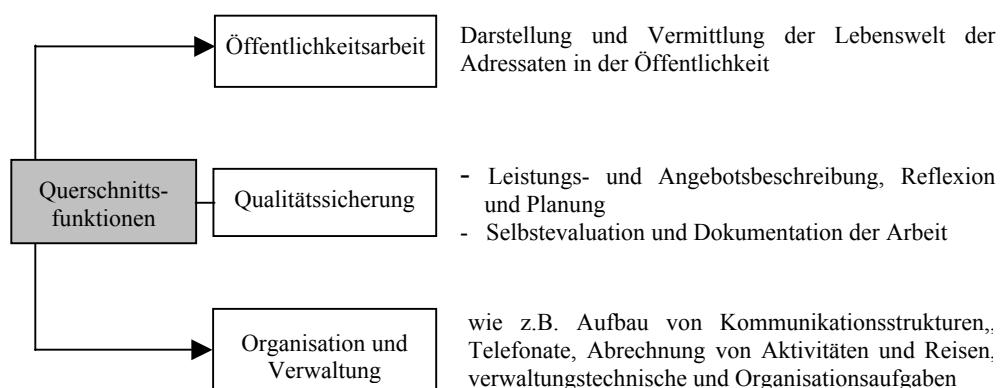 Öffentlichkeitsarbeit
Darstellung und Vermittlung der Lebenswelt der
Adressaten in der Öffentlichkeit
Querschnitts-
funktionen
Qualitätssicherung
- Leistungs- und Angebotsbeschreibung, Reflexion
und Planung
- Selbstevaluation und Dokumentation der Arbeit
Organisation und
Verwaltung
wie z.B. Aufbau von Kommunikationsstrukturen,,
Telefonate, Abrechnung von Aktivitäten und Reisen,
verwaltungstechnische und Organisationsaufgaben